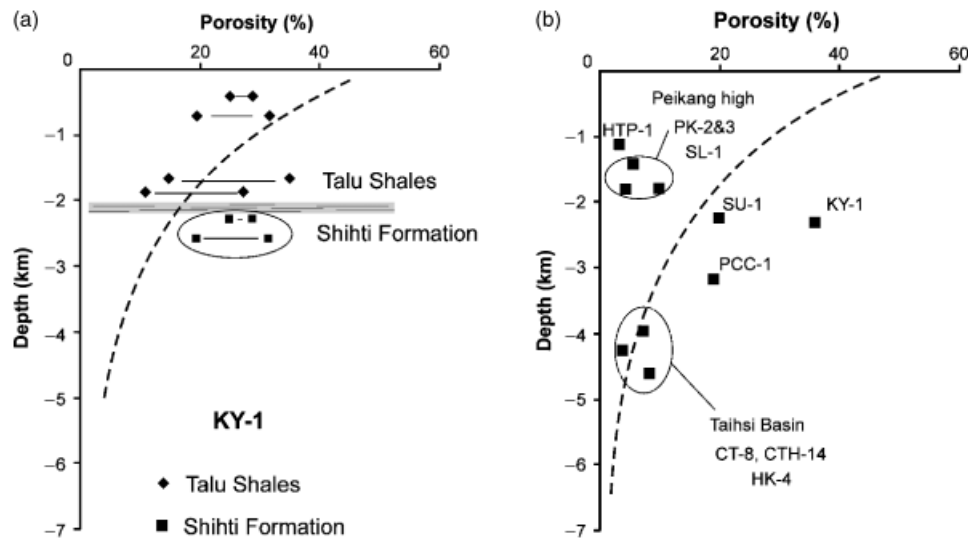 (a)
Porosity (%)
0
20
40
60
Depth (km)
−1
−2
−3
−4
−5
−6
−7
Talu Shales
Shihti Formation
KY-1
Talu Shales
Shihti Formation
(b)
Porosity (%)
0
20
40
60
Depth (km)
−1
−2
−3
−4
−5
−6
−7
Peikang high
HTP-1
PK-2&3
SL-1
SU-1
KY-1
PCC-1
Taihsi Basin
CT-8, CTH-14
HK-4